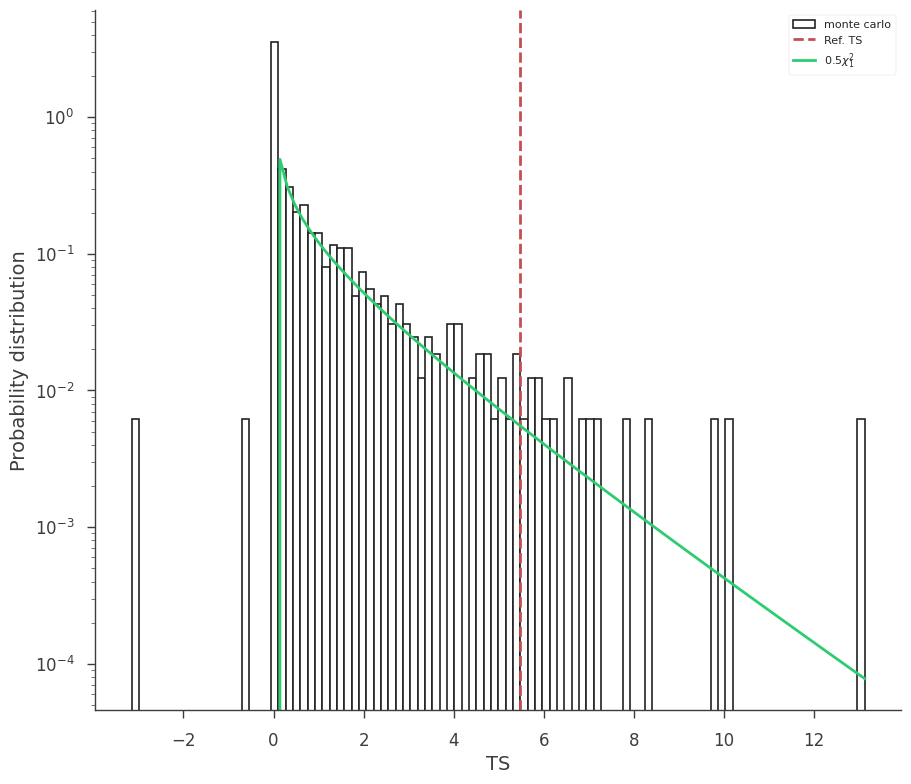 monte carlo
Ref. TS
0.5χ₁²
10⁰
10⁻¹
10⁻²
10⁻³
10⁻⁴
Probability distribution
−2 0 2 4 6 8 10 12
TS